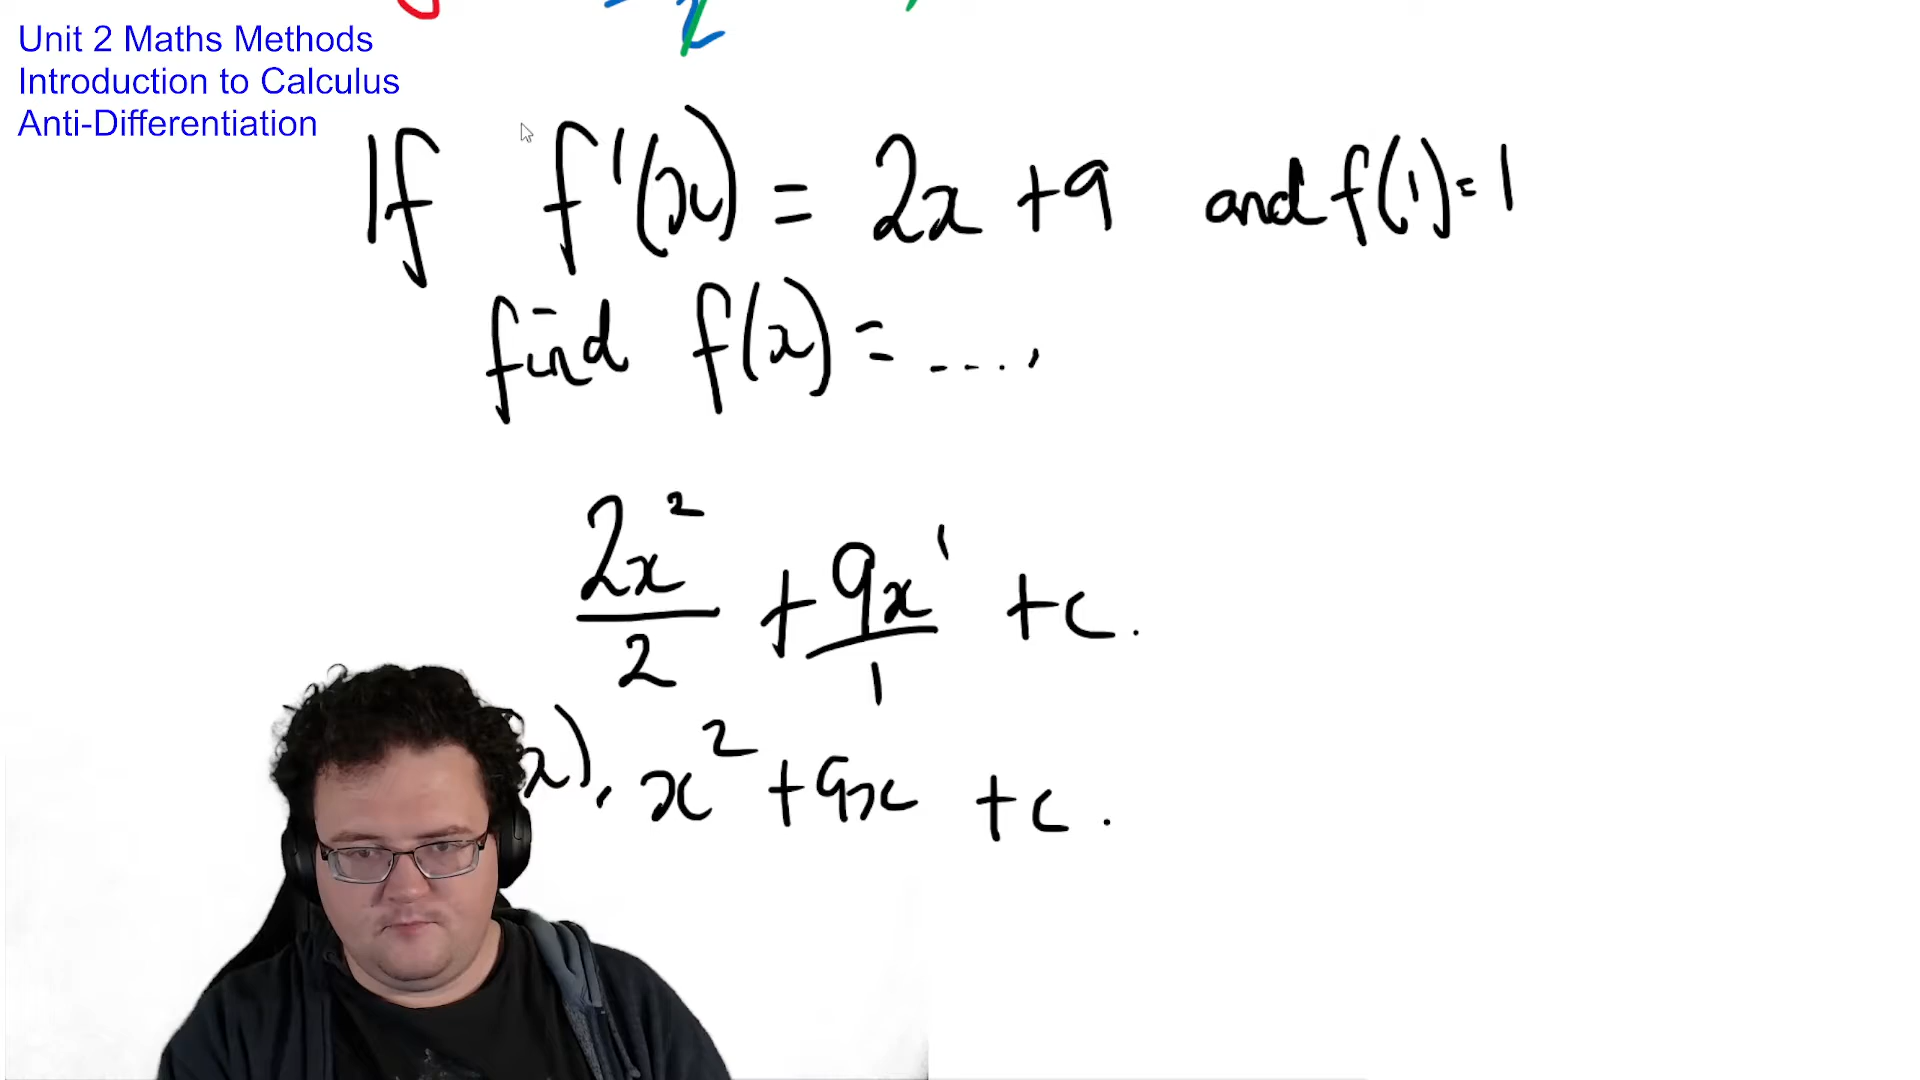 Unit 2 Maths Methods
Introduction to Calculus
Anti-Differentiation
If f'(x) = 2x + 9 and f(1) = 1
find f(x) = ....
2x² / 2 + 9x¹ / 1 + c.
x), x² + 9x + c.